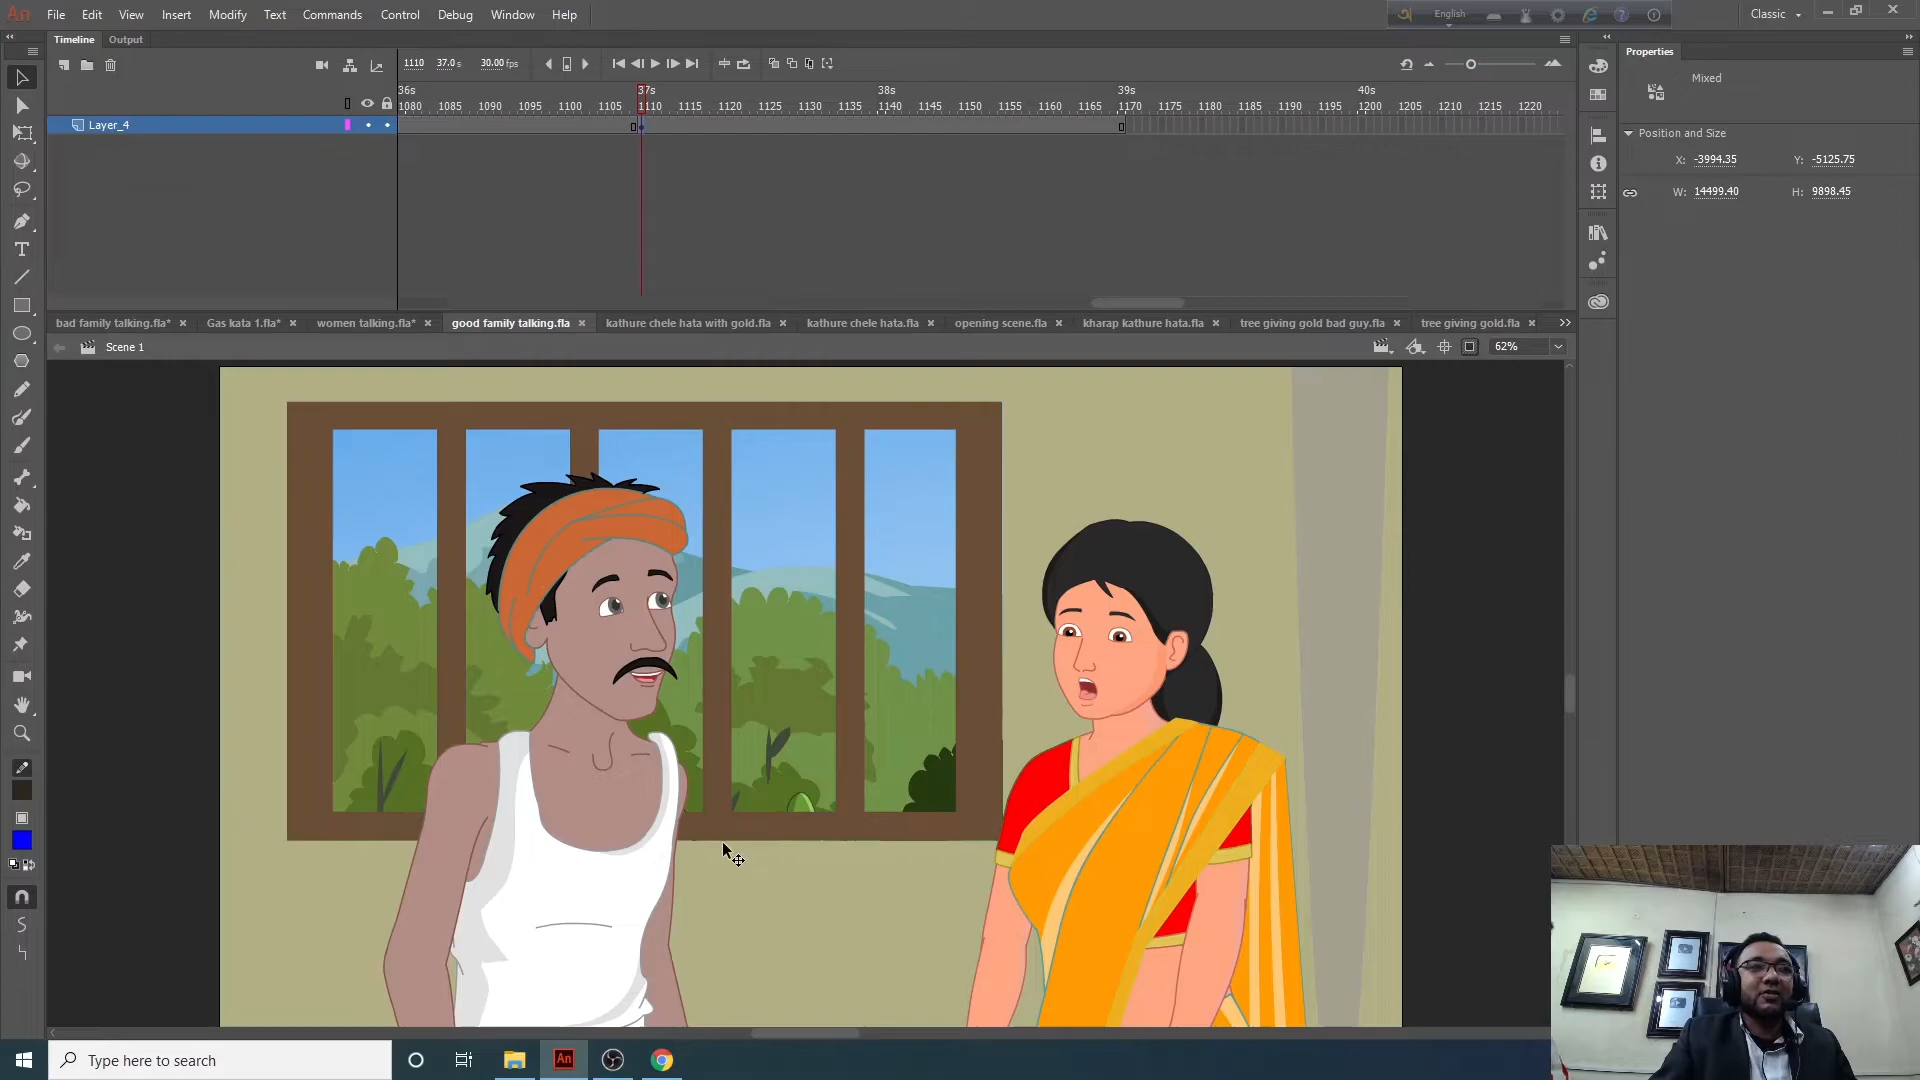 An File Edit View Insert Modify Text Commands Control Debug Window Help English Classic
Timeline Output
Properties
1110 37.0 s 30.00 fps
Mixed
36s 37s 38s 39s 40s
1080 1085 1090 1095 1100 1105 1110 1115 1120 1125 1130 1135 1140 1145 1150 1155 1160 1165 1170 1175 1180 1185 1190 1195 1200 1205 1210 1215 1220
Layer_4
Position and Size
X: -3994.35 Y: -5125.75
W: 14499.40 H: 9898.45
bad family talking.fla* Gas kata 1.fla* women talking.fla* good family talking.fla kathure chele hata with gold.fla kathure chele hata.fla opening scene.fla kharap kathure hata.fla tree giving gold bad guy.fla tree giving gold.fla
Scene 1 62%
Type here to search An